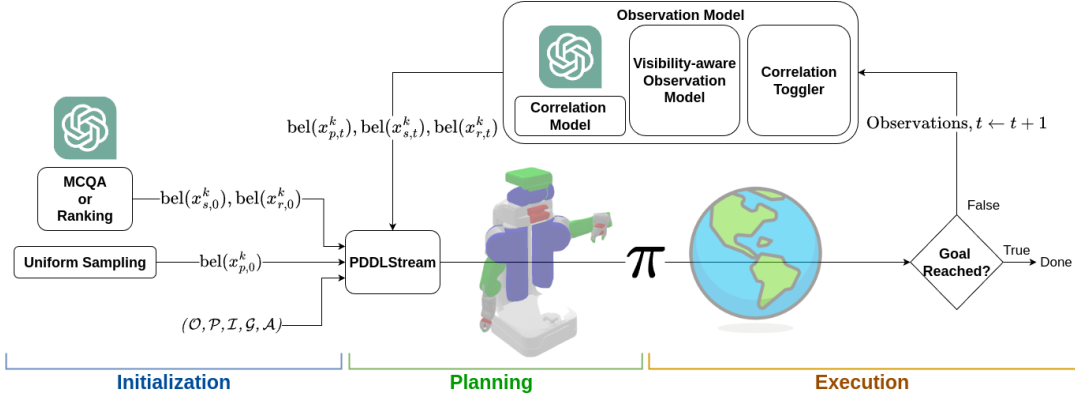 Observation Model
Correlation
Model
Visibility-aware
Observation
Model
Correlation
Toggler
bel(x^k_{p,t}), bel(x^k_{s,t}), bel(x^k_{r,t})
Observations, t ← t + 1
MCQA
or
Ranking
bel(x^k_{s,0}), bel(x^k_{r,0})
False
Uniform Sampling
bel(x^k_{p,0})
PDDLStream
π
Goal
Reached?
True
Done
(𝒪, 𝒫, ℐ, 𝒢, 𝒜)
Initialization
Planning
Execution